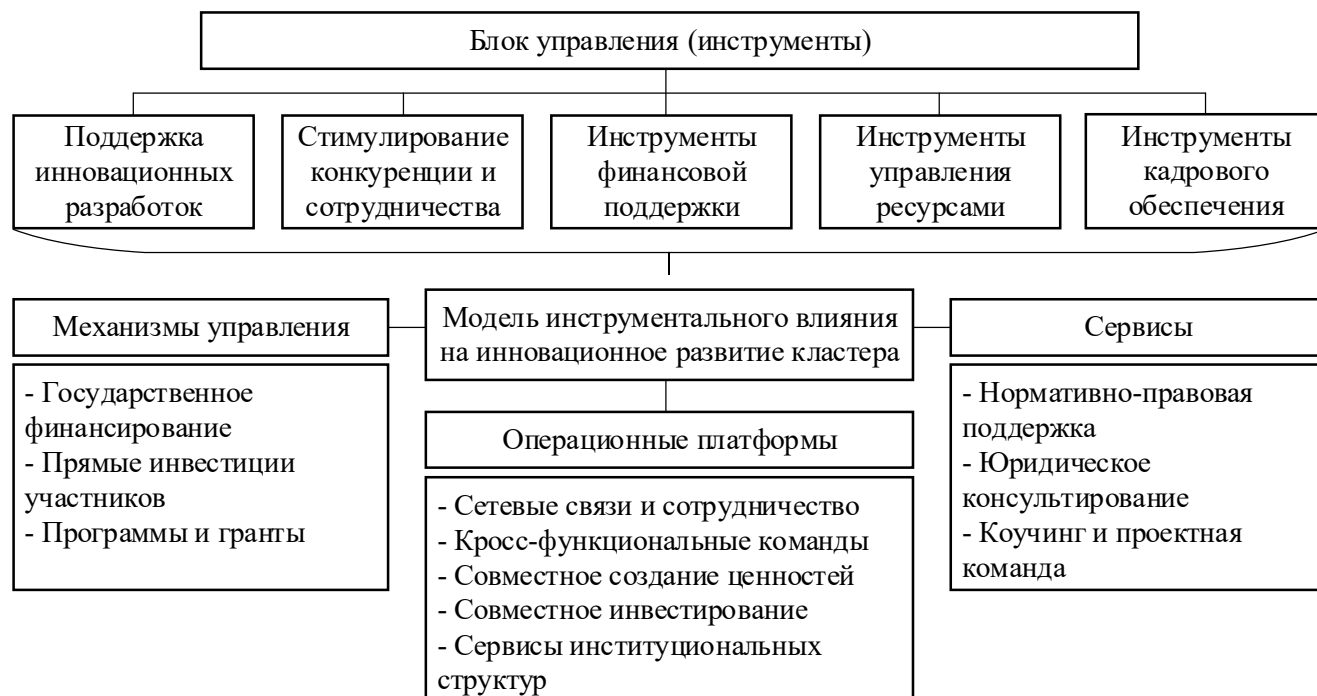 Блок управления (инструменты)
Поддержка
инновационных
разработок
Стимулирование
конкуренции и
сотрудничества
Инструменты
финансовой
поддержки
Инструменты
управления
ресурсами
Инструменты
кадрового
обеспечения
Механизмы управления
- Государственное
финансирование
- Прямые инвестиции
участников
- Программы и гранты
Модель инструментального влияния
на инновационное развитие кластера
Операционные платформы
- Сетевые связи и сотрудничество
- Кросс-функциональные команды
- Совместное создание ценностей
- Совместное инвестирование
- Сервисы институциональных
структур
Сервисы
- Нормативно-правовая
поддержка
- Юридическое
консультирование
- Коучинг и проектная
команда